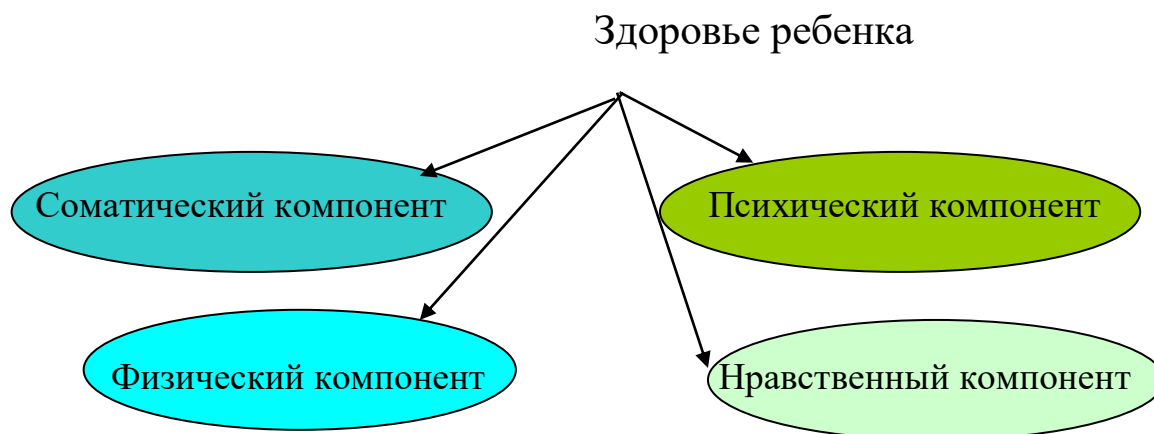 Здоровье ребенка
Соматический компонент
Психический компонент
Физический компонент
Нравственный компонент